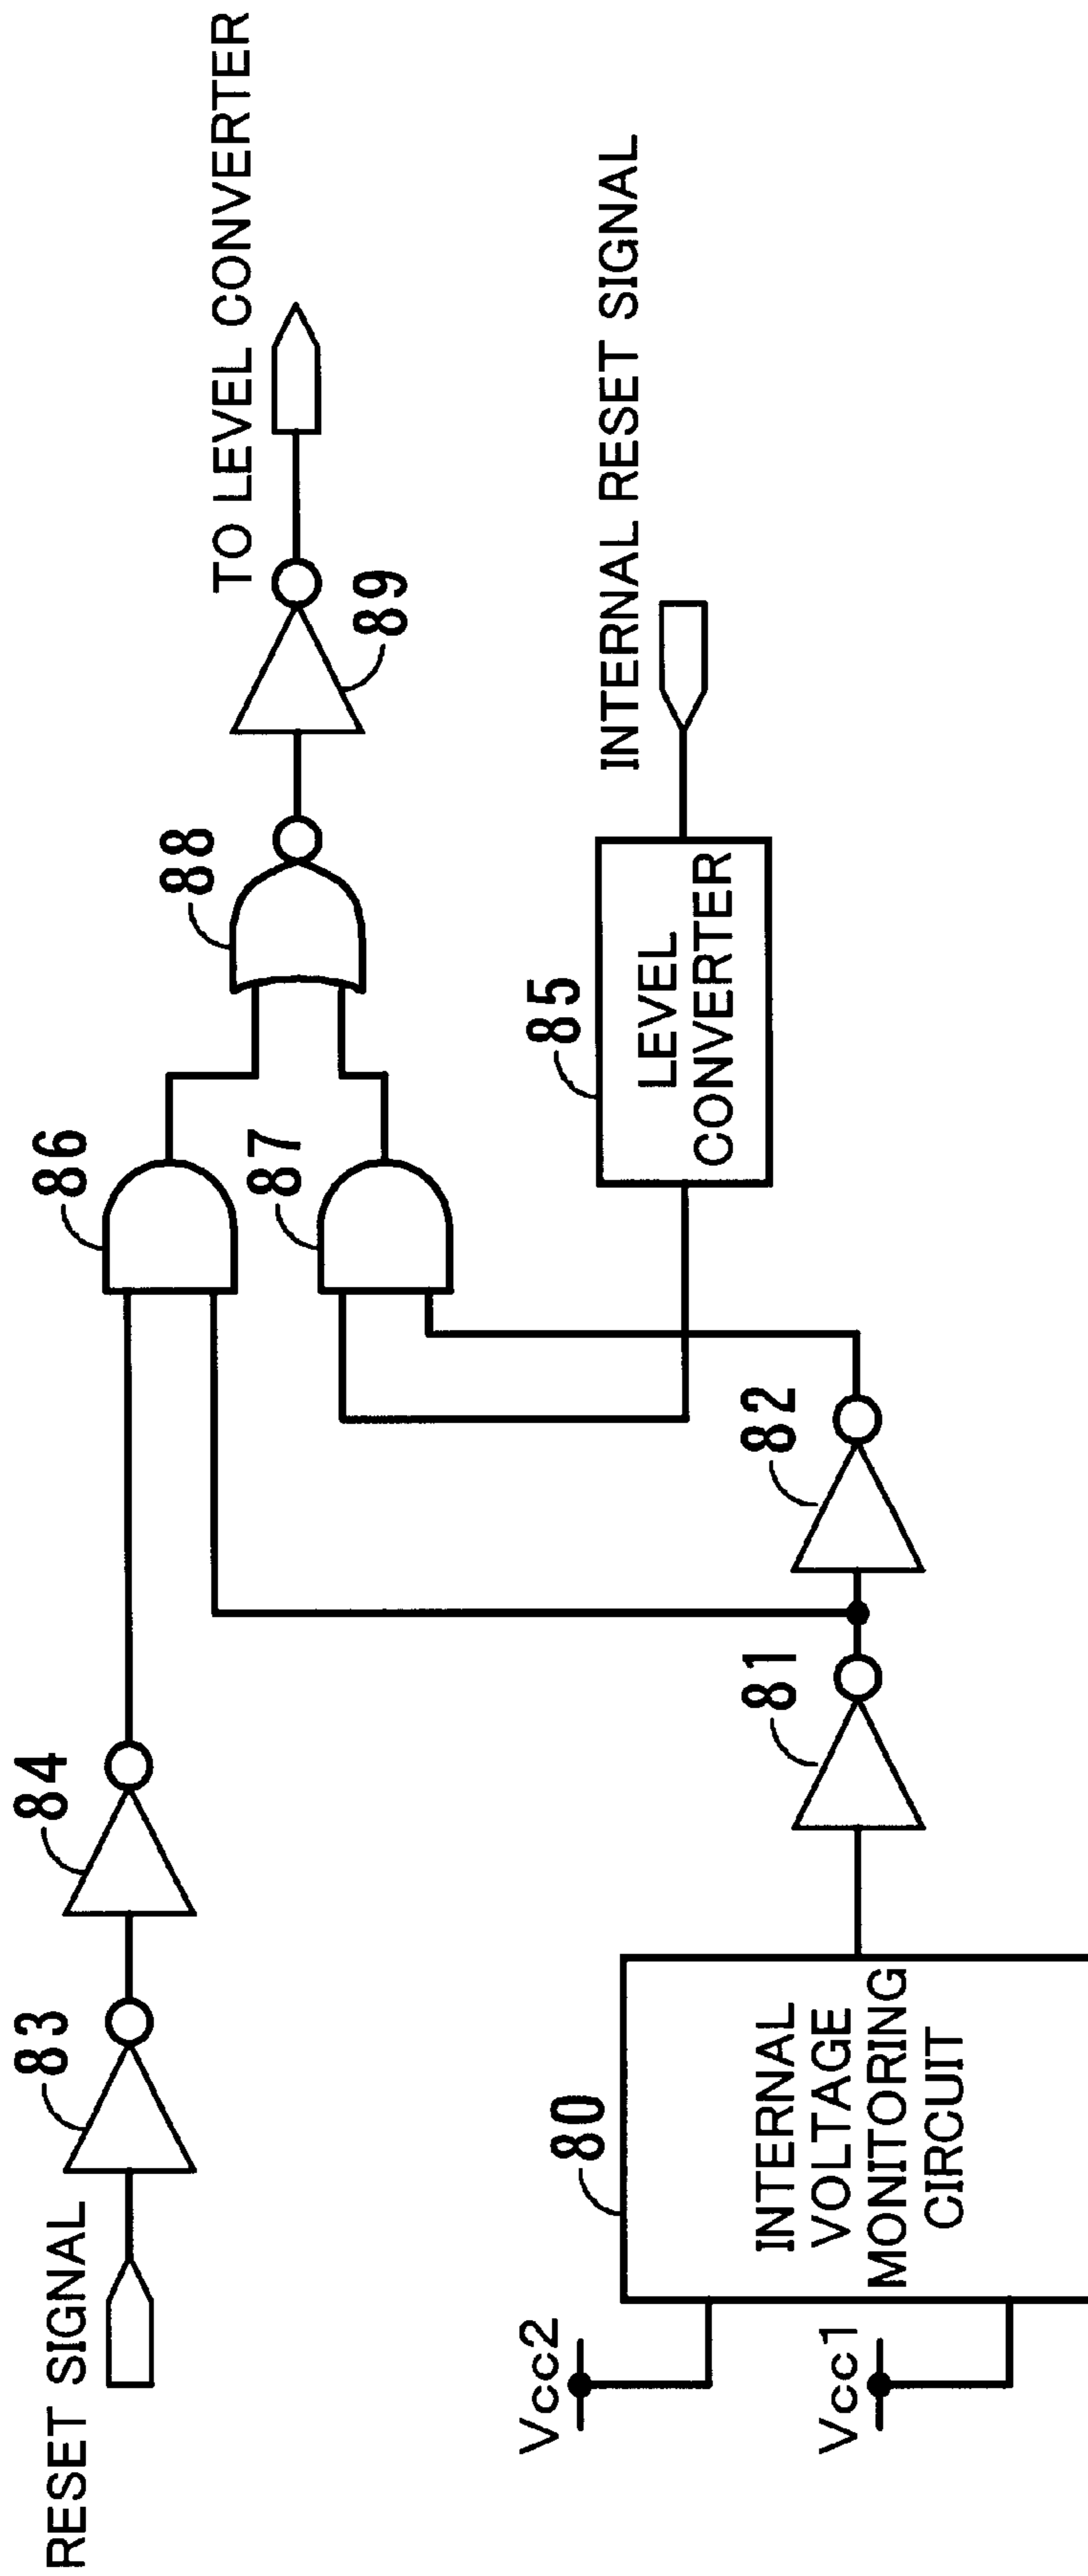 RESET SIGNAL
83
84
86
87
88
89
TO LEVEL CONVERTER
INTERNAL RESET SIGNAL
85
LEVEL
CONVERTER
Vcc2
Vcc1
80
INTERNAL
VOLTAGE
MONITORING
CIRCUIT
81
82